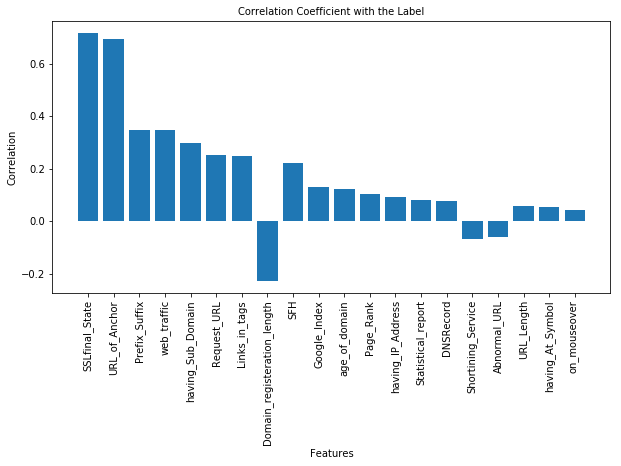 Correlation Coefficient with the Label
Correlation
0.6
0.4
0.2
0.0
−0.2
SSLfinal_State
URL_of_Anchor
Prefix_Suffix
web_traffic
having_Sub_Domain
Request_URL
Links_in_tags
Domain_registeration_length
SFH
Google_Index
age_of_domain
Page_Rank
having_IP_Address
Statistical_report
DNSRecord
Shortining_Service
Abnormal_URL
URL_Length
having_At_Symbol
on_mouseover
Features